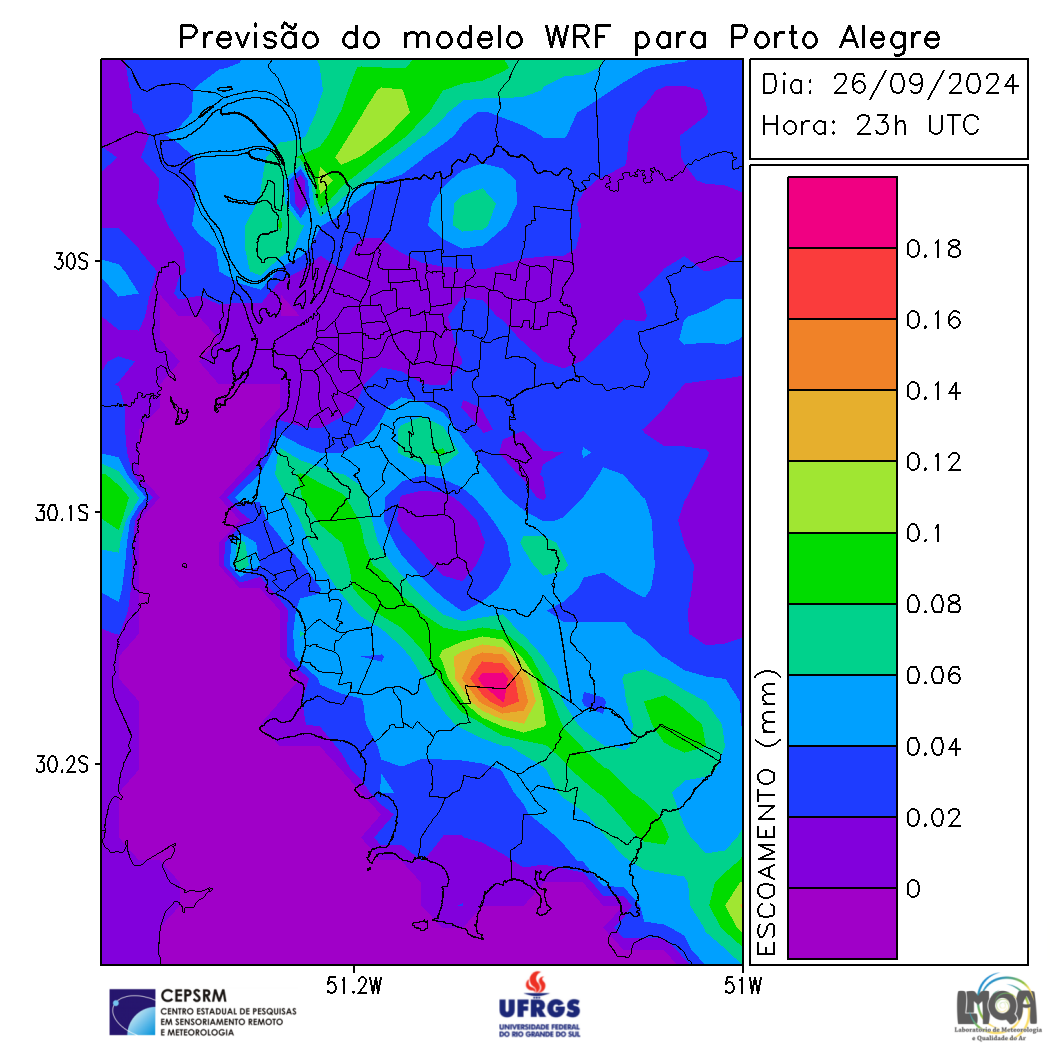 Previsão do modelo WRF para Porto Alegre
Dia: 26/09/2024
Hora: 23h UTC
0.18
0.16
0.14
0.12
0.1
0.08
0.06
0.04
0.02
0
ESCOAMENTO (mm)
30S
30.1S
30.2S
51.2W
51W
CEPSRM
CENTRO ESTADUAL DE PESQUISAS
EM SENSORIAMENTO REMOTO
E METEOROLOGIA
UFRGS
UNIVERSIDADE FEDERAL
DO RIO GRANDE DO SUL
LMQA
Laboratório de Meteorologia
e Qualidade do Ar